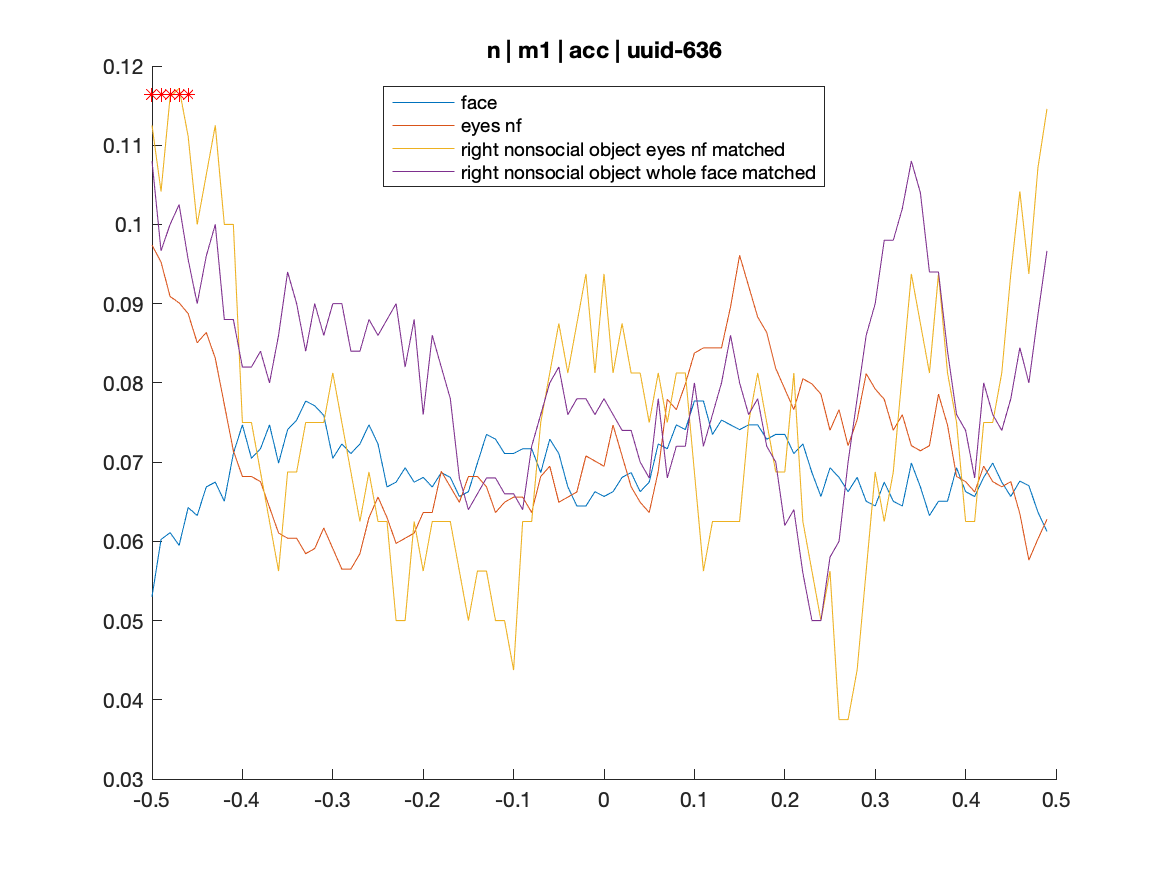 n | m1 | acc | uuid-636
face
eyes nf
right nonsocial object eyes nf matched
right nonsocial object whole face matched
0.12
0.11
0.1
0.09
0.08
0.07
0.06
0.05
0.04
0.03
-0.5 -0.4 -0.3 -0.2 -0.1 0 0.1 0.2 0.3 0.4 0.5